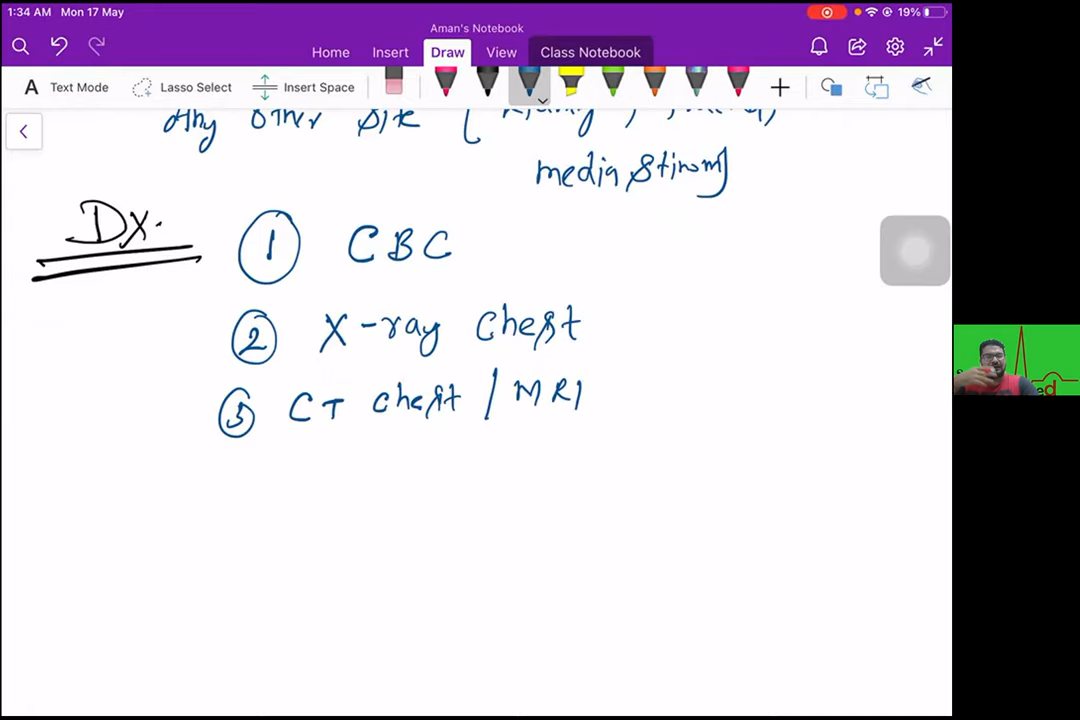 1:34 AM Mon 17 May
19%
Aman's Notebook
Home Insert Draw View Class Notebook
A Text Mode Lasso Select Insert Space
Any other site (
mediastinum)
Dx.
1 CBC
2 X-ray chest
3 CT chest / MRI
ed